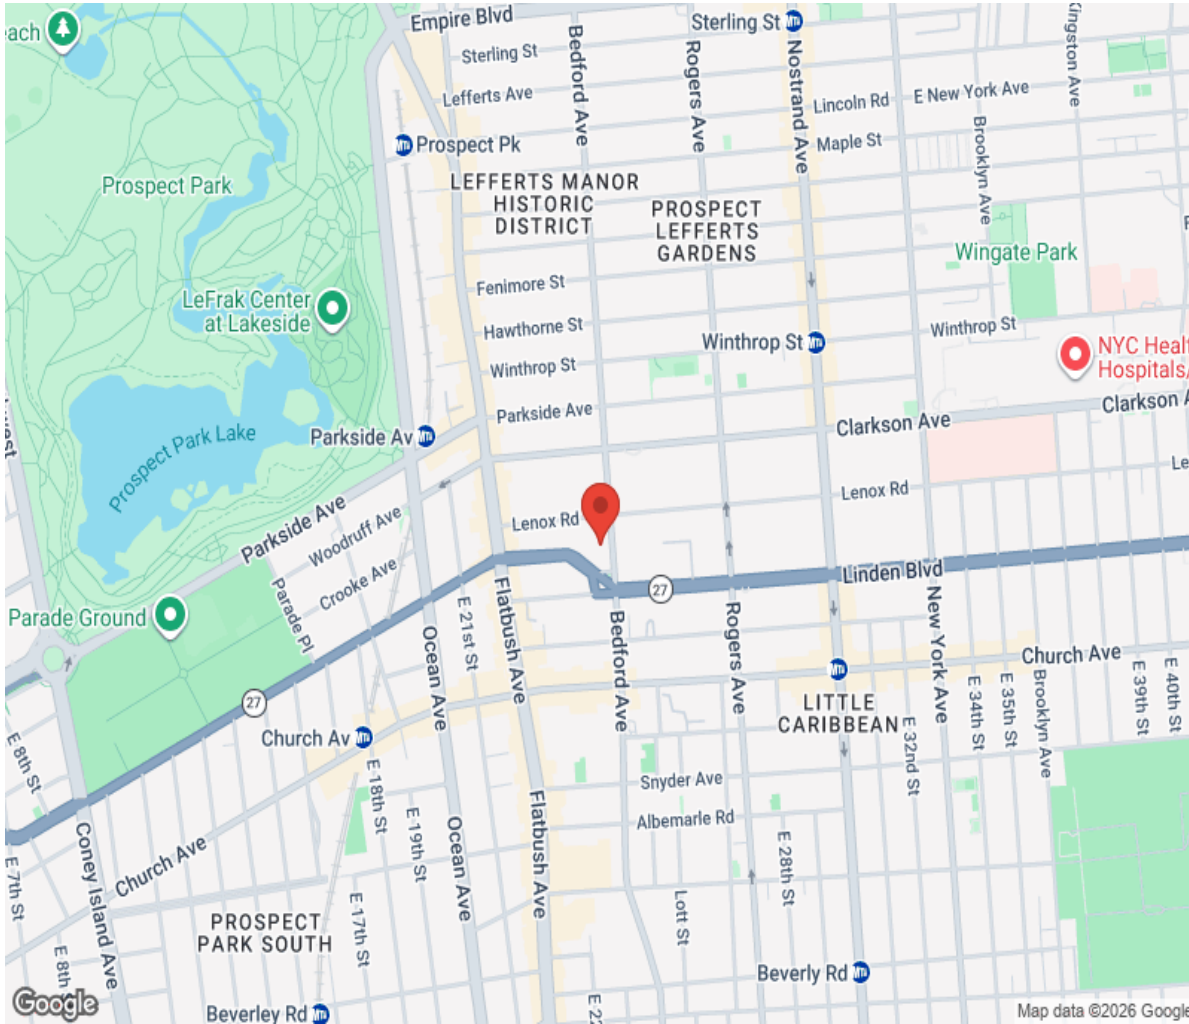 Empire Blvd
Sterling St
each
Sterling St
Bedford Ave
Rogers Ave
Nostrand Ave
Kingston Ave
Lefferts Ave
Lincoln Rd
E New York Ave
Maple St
Brooklyn Ave
Prospect Pk
Prospect Park
LEFFERTS MANOR
HISTORIC
DISTRICT
PROSPECT
LEFFERTS
GARDENS
Wingate Park
Fenimore St
LeFrak Center
at Lakeside
Hawthorne St
Winthrop St
Winthrop St
Winthrop St
NYC Heal
Hospitals/
Parkside Ave
Clarkson A
Clarkson Ave
Prospect Park Lake
Parkside Av
Le
Lenox Rd
Lenox Rd
Parkside Ave
Woodruff Ave
Crooke Ave
Linden Blvd
27
Parade Ground
Parade Pl
E 21st St
Flatbush Ave
Ocean Ave
Bedford Ave
Rogers Ave
New York Ave
Church Ave
Brooklyn Ave
E 34th St
E 35th St
E 39th St
E 40th St
27
LITTLE
CARIBBEAN
Church Av
E 8th St
E 18th St
E 32nd St
Snyder Ave
Albemarle Rd
E 19th St
Ocean Ave
Flatbush Ave
Coney Island Ave
Church Ave
E 7th St
E 28th St
E 17th St
Lott St
PROSPECT
PARK SOUTH
E 8th St
Beverly Rd
Beverley Rd
E 22
Google
Map data ©2026 Google